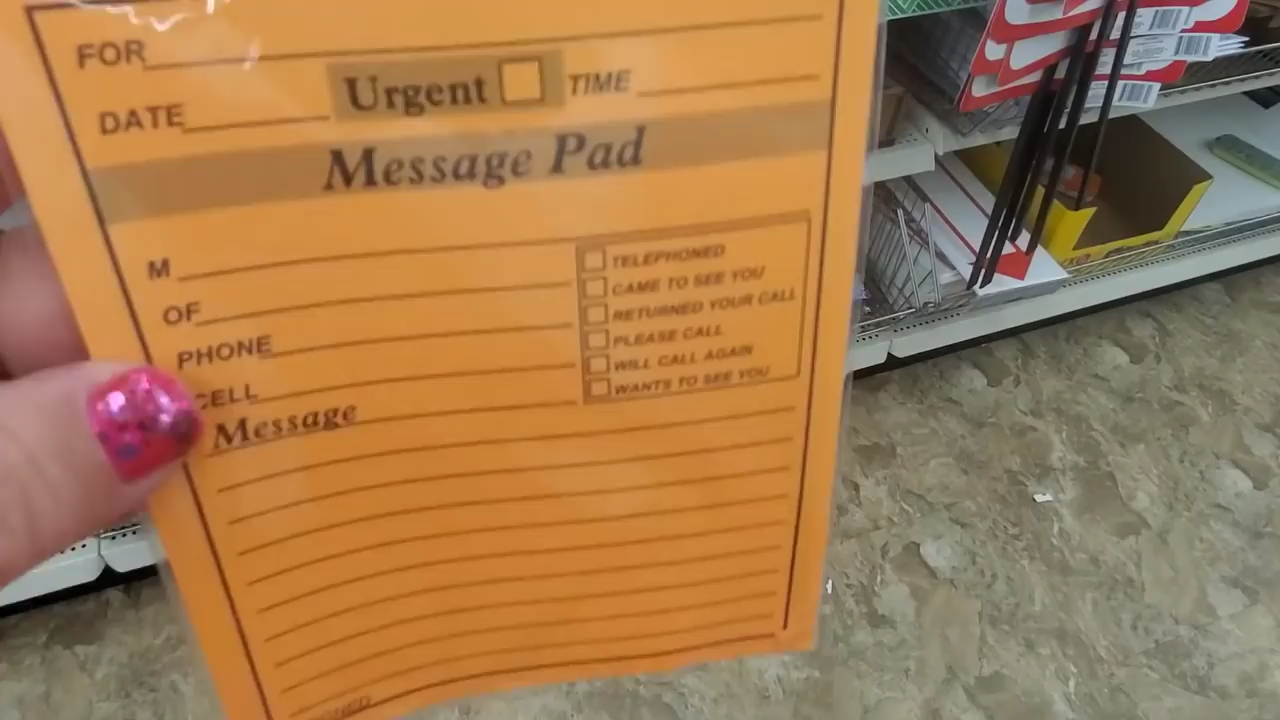 FOR
DATE
Urgent
TIME
Message Pad
M
OF
PHONE
CELL
TELEPHONED
CAME TO SEE YOU
RETURNED YOUR CALL
PLEASE CALL
WILL CALL AGAIN
WANTS TO SEE YOU
Message